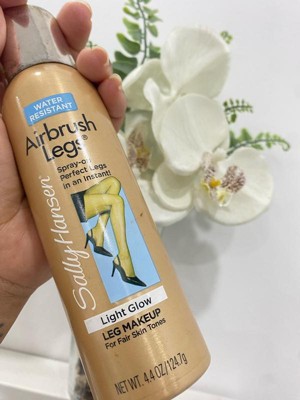 WATER
RESISTANT
Airbrush
Legs®
Spray-on
Perfect Legs
in an Instant!
Sally Hansen®
Light Glow
LEG MAKEUP
For Fair Skin Tones
NET WT. 4.4 OZ/124.7g